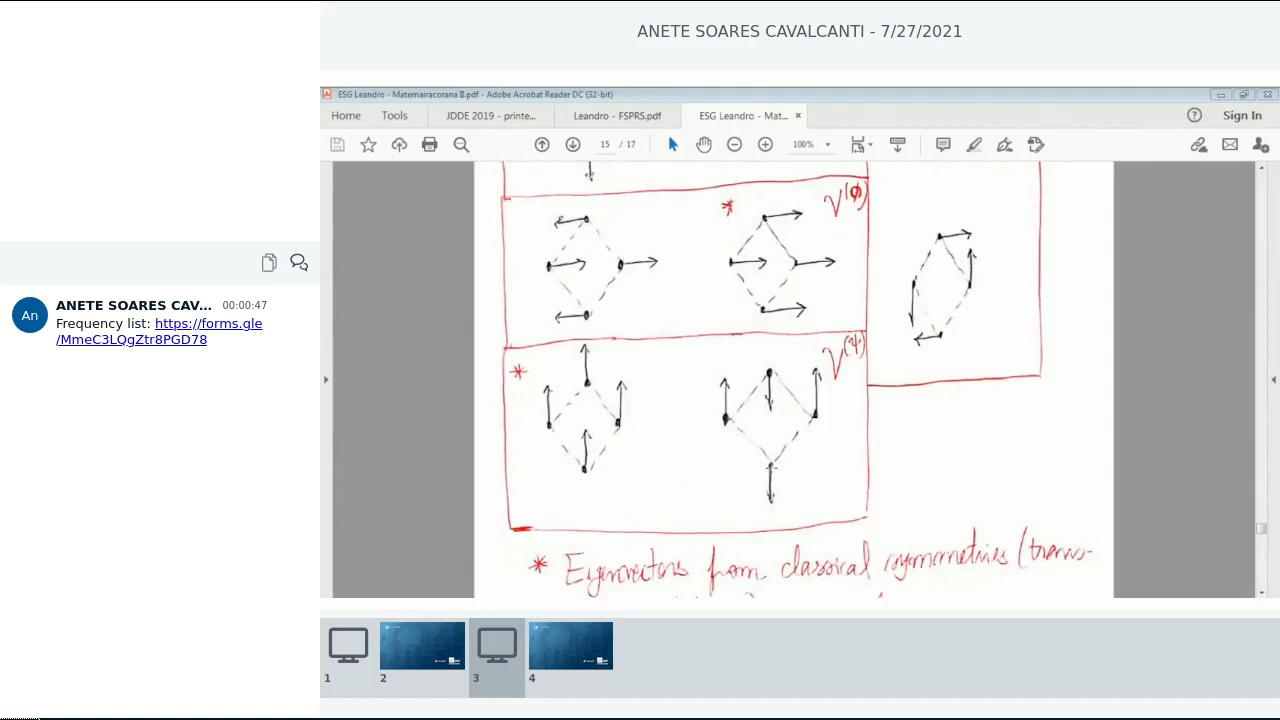 ANETE SOARES CAVALCANTI - 7/27/2021
ESG Leandro - Matemairacorana II.pdf - Adobe Acrobat Reader DC (32-bit)
Home Tools JDDE 2019 - printe... Leandro - FSPRS.pdf ESG Leandro - Mat... × Sign In
15 / 17 100%
An ANETE SOARES CAV... 00:00:47
Frequency list: https://forms.gle
/MmeC3LQgZtr8PGD78
* V(ϕ)
* V(ψ)
* Eigenvectors from classical symmetries (trans-
1 2 3 4